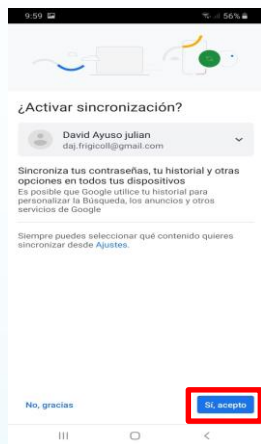 9:59 56%
¿Activar sincronización?
David Ayuso julian
daj.frigicoll@gmail.com
Sincroniza tus contraseñas, tu historial y otras
opciones en todos tus dispositivos
Es posible que Google utilice tu historial para
personalizar la Búsqueda, los anuncios y otros
servicios de Google
Siempre puedes seleccionar qué contenido quieres
sincronizar desde Ajustes.
No, gracias Sí, acepto